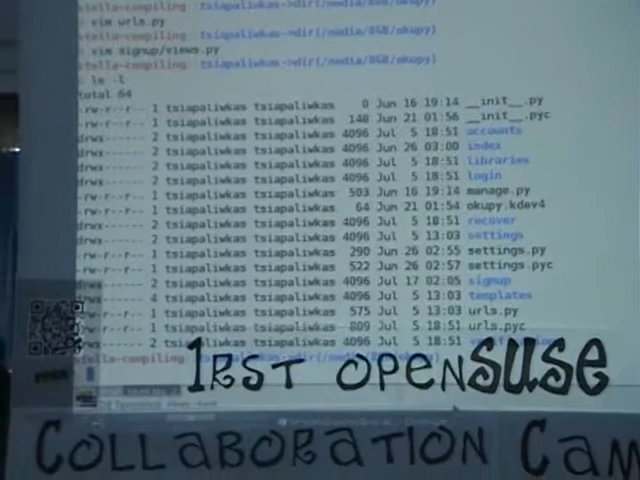 stella-compiling tsiapaliwkas->dir(/media/8GB/okupy)
vim urls.py
stella-compiling tsiapaliwkas->dir(/media/8GB/okupy)
vim signup/views.py
stella-compiling tsiapaliwkas->dir(/media/8GB/okupy)
ls -l
total 64
-rw-r--r-- 1 tsiapaliwkas tsiapaliwkas 0 Jun 16 19:14 __init__.py
-rw-r--r-- 1 tsiapaliwkas tsiapaliwkas 148 Jun 21 01:56 __init__.pyc
drwx------ 2 tsiapaliwkas tsiapaliwkas 4096 Jul 5 18:51 accounts
drwx------ 2 tsiapaliwkas tsiapaliwkas 4096 Jun 26 03:00 index
drwx------ 2 tsiapaliwkas tsiapaliwkas 4096 Jul 5 18:51 libraries
drwx------ 2 tsiapaliwkas tsiapaliwkas 4096 Jul 5 18:51 login
-rw-r--r-- 1 tsiapaliwkas tsiapaliwkas 503 Jun 16 19:14 manage.py
-rw-r--r-- 1 tsiapaliwkas tsiapaliwkas 64 Jun 21 01:54 okupy.kdev4
drwx------ 2 tsiapaliwkas tsiapaliwkas 4096 Jul 5 18:51 recover
drwx------ 2 tsiapaliwkas tsiapaliwkas 4096 Jul 5 13:03 settings
-rw-r--r-- 1 tsiapaliwkas tsiapaliwkas 290 Jun 26 02:55 settings.py
-rw-r--r-- 1 tsiapaliwkas tsiapaliwkas 522 Jun 26 02:57 settings.pyc
drwx------ 2 tsiapaliwkas tsiapaliwkas 4096 Jul 17 02:05 signup
drwx------ 4 tsiapaliwkas tsiapaliwkas 4096 Jul 5 13:03 templates
-rw-r--r-- 1 tsiapaliwkas tsiapaliwkas 575 Jul 5 13:03 urls.py
-rw-r--r-- 1 tsiapaliwkas tsiapaliwkas 809 Jul 5 18:51 urls.pyc
drwx------ 2 tsiapaliwkas tsiapaliwkas 4096 Jul 5 18:51
stella-compiling
1rst openSUSE
Collaboration Cam